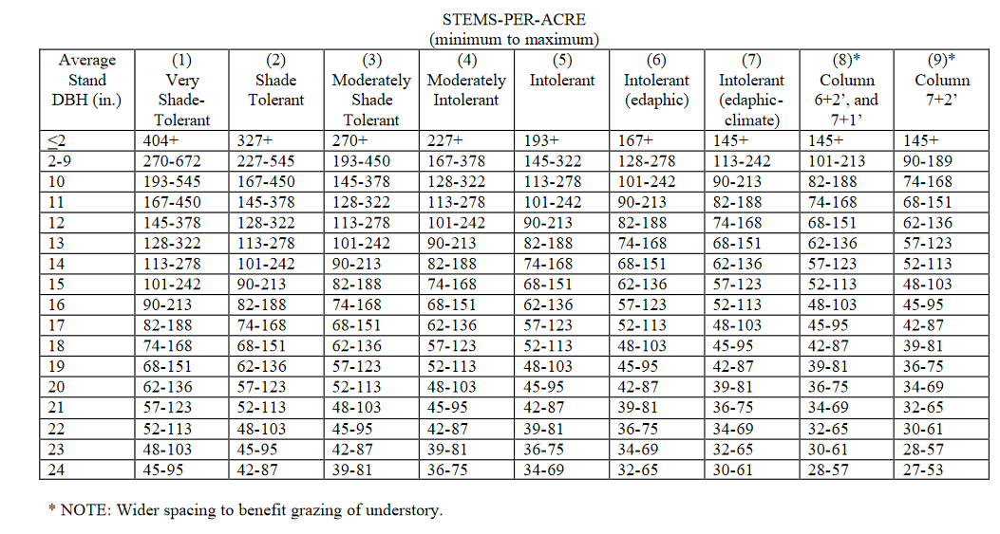 STEMS-PER-ACRE
(minimum to maximum)
Average Stand DBH (in.) | (1) Very Shade-Tolerant | (2) Shade Tolerant | (3) Moderately Shade Tolerant | (4) Moderately Intolerant | (5) Intolerant | (6) Intolerant (edaphic) | (7) Intolerant (edaphic-climate) | (8)* Column 6+2’, and 7+1’ | (9)* Column 7+2’
≤2 404+ 327+ 270+ 227+ 193+ 167+ 145+ 145+ 145+
2-9 270-672 227-545 193-450 167-378 145-322 128-278 113-242 101-213 90-189
10 193-545 167-450 145-378 128-322 113-278 101-242 90-213 82-188 74-168
11 167-450 145-378 128-322 113-278 101-242 90-213 82-188 74-168 68-151
12 145-378 128-322 113-278 101-242 90-213 82-188 74-168 68-151 62-136
13 128-322 113-278 101-242 90-213 82-188 74-168 68-151 62-136 57-123
14 113-278 101-242 90-213 82-188 74-168 68-151 62-136 57-123 52-113
15 101-242 90-213 82-188 74-168 68-151 62-136 57-123 52-113 48-103
16 90-213 82-188 74-168 68-151 62-136 57-123 52-113 48-103 45-95
17 82-188 74-168 68-151 62-136 57-123 52-113 48-103 45-95 42-87
18 74-168 68-151 62-136 57-123 52-113 48-103 45-95 42-87 39-81
19 68-151 62-136 57-123 52-113 48-103 45-95 42-87 39-81 36-75
20 62-136 57-123 52-113 48-103 45-95 42-87 39-81 36-75 34-69
21 57-123 52-113 48-103 45-95 42-87 39-81 36-75 34-69 32-65
22 52-113 48-103 45-95 42-87 39-81 36-75 34-69 32-65 30-61
23 48-103 45-95 42-87 39-81 36-75 34-69 32-65 30-61 28-57
24 45-95 42-87 39-81 36-75 34-69 32-65 30-61 28-57 27-53
* NOTE: Wider spacing to benefit grazing of understory.